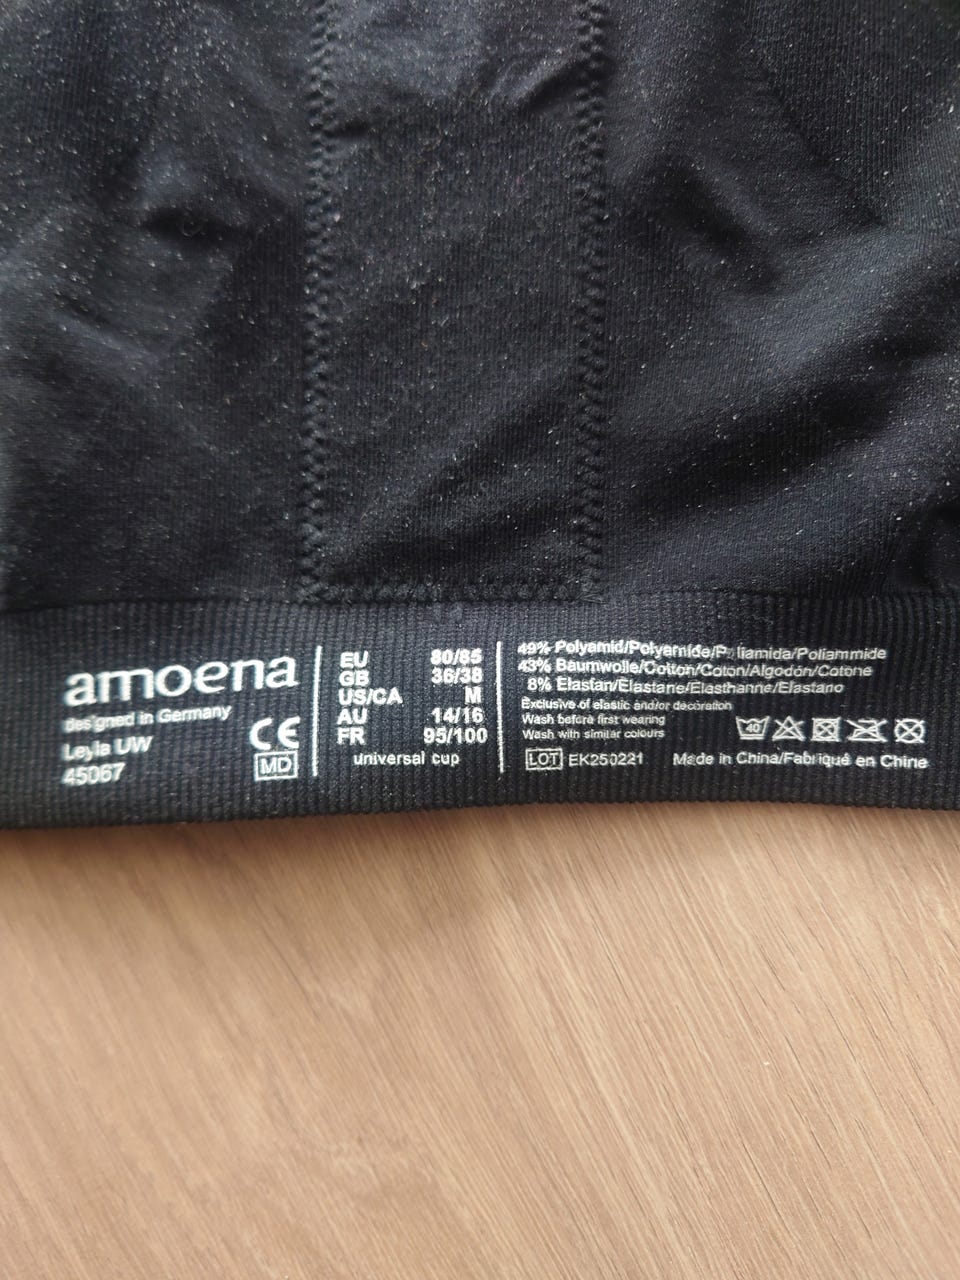 amoena
designed in Germany
Leyla UW
45067
CE
MD
EU 80/85
GB 36/38
US/CA M
AU 14/16
FR 95/100
universal cup
49% Polyamid/Polyamide/Poliamida/Poliammide
43% Baumwolle/Cotton/Coton/Algodón/Cotone
8% Elastan/Elastane/Elasthanne/Elastano
Exclusive of elastic and/or decoration
Wash before first wearing
Wash with similar colours
40
LOT EK250221
Made in China/Fabriqué en Chine